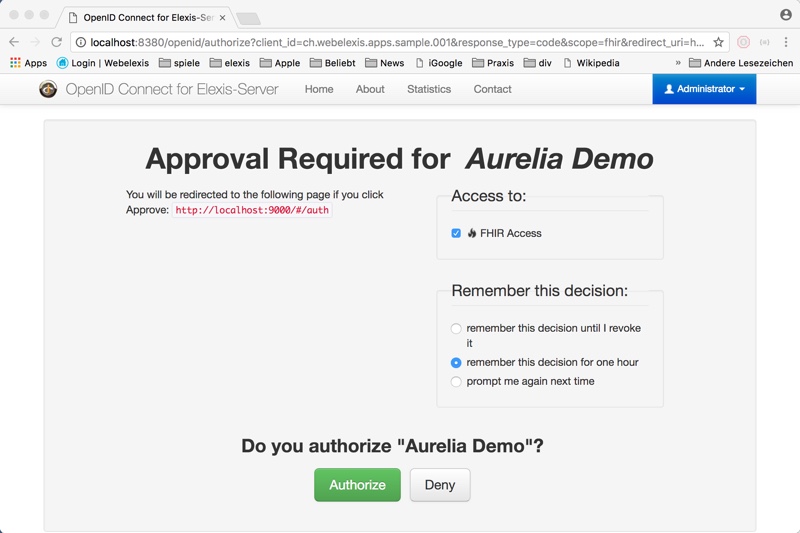 OpenID Connect for Elexis-Ser
localhost:8380/openid/authorize?client_id=ch.webelexis.apps.sample.001&response_type=code&scope=fhir&redirect_uri=h...
Apps Login | Webelexis spiele elexis Apple Beliebt News iGoogle Praxis div Wikipedia » Andere Lesezeichen
OpenID Connect for Elexis-Server Home About Statistics Contact Administrator
Approval Required for Aurelia Demo
You will be redirected to the following page if you click
Approve: http://localhost:9000/#/auth
Access to:
FHIR Access
Remember this decision:
remember this decision until I revoke
it
remember this decision for one hour
prompt me again next time
Do you authorize "Aurelia Demo"?
Authorize Deny